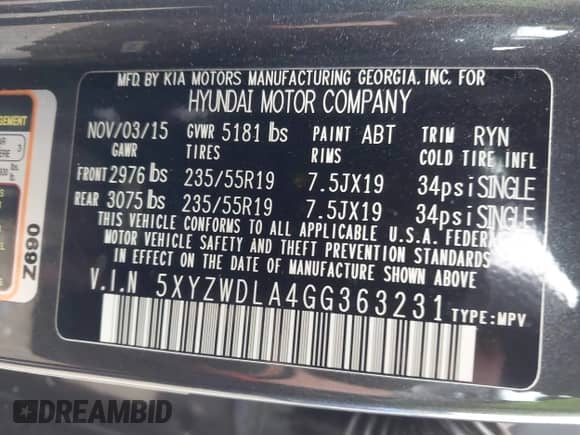 MFD. BY KIA MOTORS MANUFACTURING GEORGIA, INC. FOR
HYUNDAI MOTOR COMPANY
NOV/03/15 GVWR 5181 lbs PAINT ABT TRIM RYN
GAWR TIRES RIMS COLD TIRE INFL
FRONT 2976 lbs 235/55R19 7.5JX19 34psi SINGLE
REAR 3075 lbs 235/55R19 7.5JX19 34psi SINGLE
THIS VEHICLE CONFORMS TO ALL APPLICABLE U.S.A. FEDERAL
MOTOR VEHICLE SAFETY AND THEFT PREVENTION STANDARDS
IN EFFECT ON THE DATE OF MANUFACTURE SHOWN ABOVE
V.I.N 5XYZWDLA4GG363231 TYPE:MPV
Z690
DREAMBID